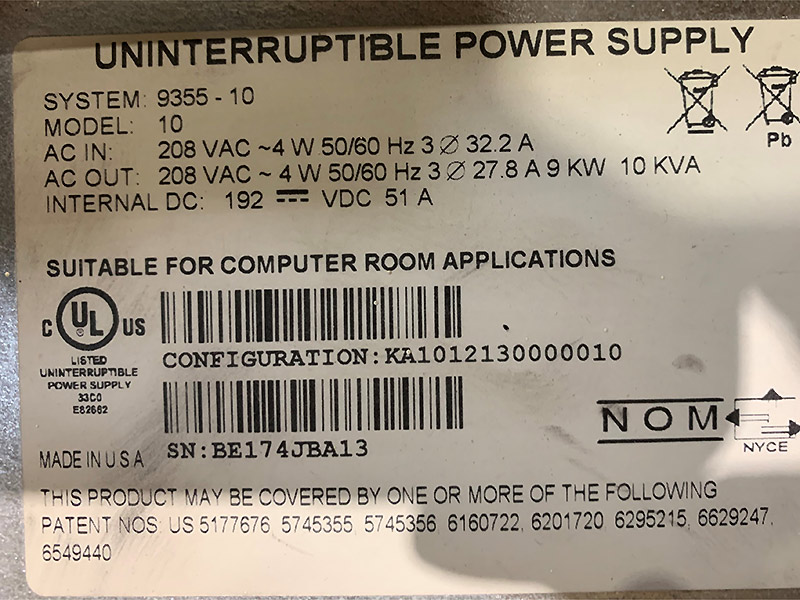 UNINTERRUPTIBLE POWER SUPPLY
SYSTEM: 9355 - 10
MODEL: 10
AC IN: 208 VAC ~4 W 50/60 Hz 3 Ø 32.2 A
AC OUT: 208 VAC ~ 4 W 50/60 Hz 3 Ø 27.8 A 9 KW 10 KVA
INTERNAL DC: 192 ⎓ VDC 51 A
Pb
SUITABLE FOR COMPUTER ROOM APPLICATIONS
C UL US
LISTED
UNINTERRUPTIBLE
POWER SUPPLY
33C0
E82662
CONFIGURATION:KA1012130000010
SN:BE174JBA13
MADE IN U S A
NOM
NYCE
THIS PRODUCT MAY BE COVERED BY ONE OR MORE OF THE FOLLOWING
PATENT NOS: US 5177676, 5745355, 5745356, 6160722, 6201720, 6295215, 6629247,
6549440